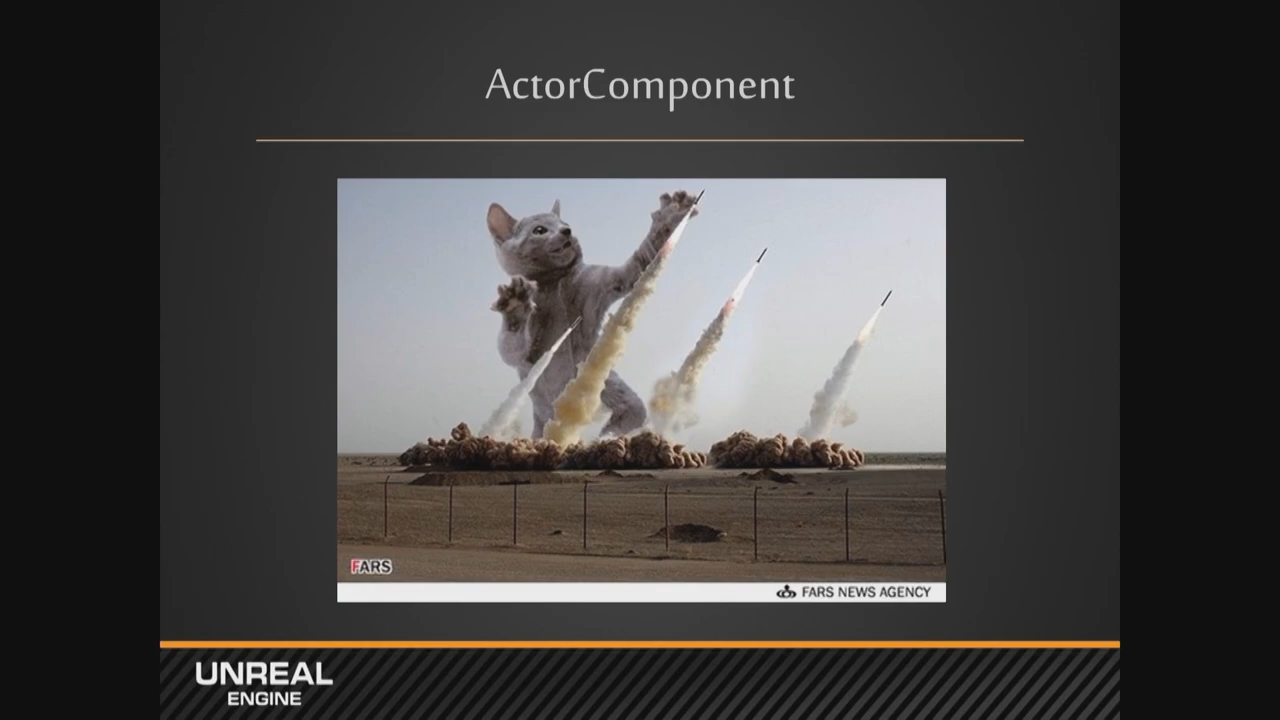 ActorComponent
FARS
FARS NEWS AGENCY
UNREAL
ENGINE